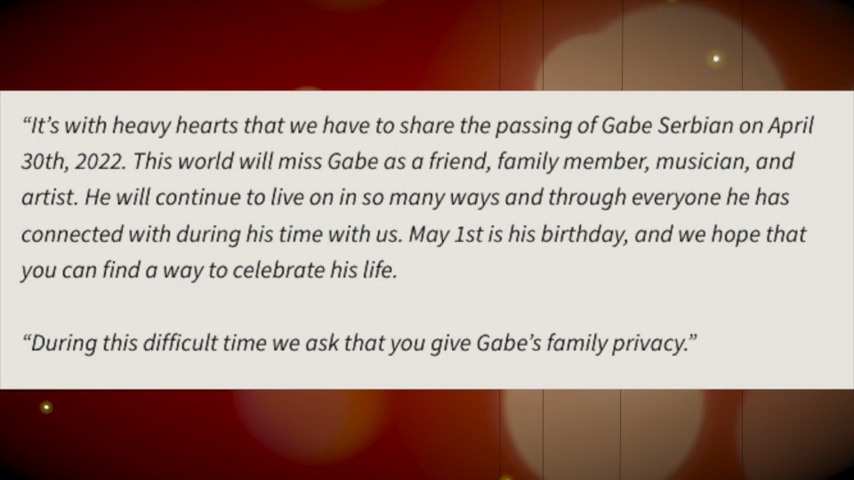 “It’s with heavy hearts that we have to share the passing of Gabe Serbian on April
30th, 2022. This world will miss Gabe as a friend, family member, musician, and
artist. He will continue to live on in so many ways and through everyone he has
connected with during his time with us. May 1st is his birthday, and we hope that
you can find a way to celebrate his life.
“During this difficult time we ask that you give Gabe’s family privacy.”